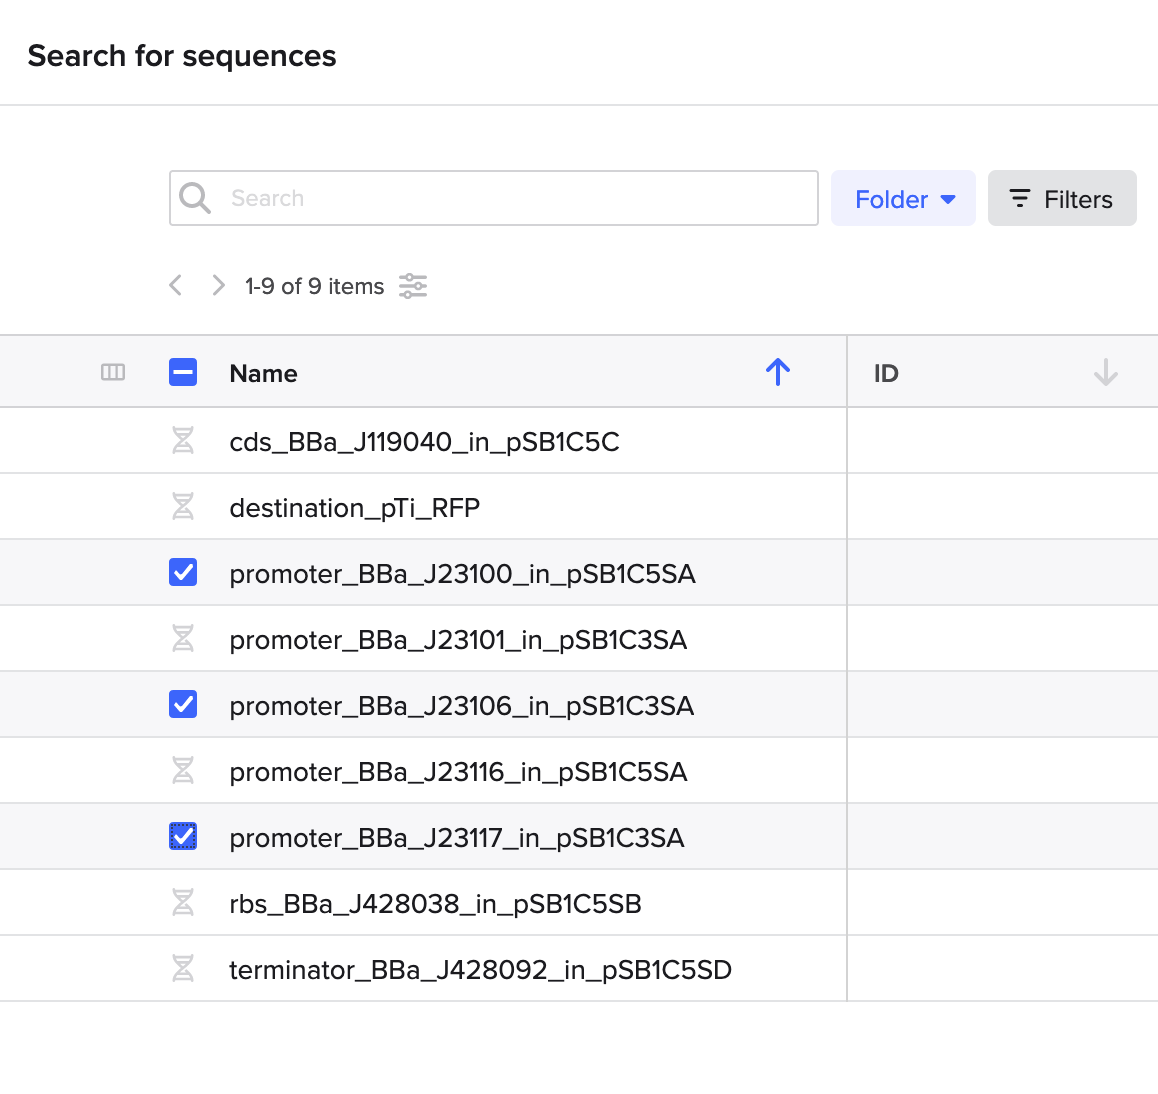 Search for sequences
Search Folder Filters
1-9 of 9 items
Name ID
cds_BBa_J119040_in_pSB1C5C
destination_pTi_RFP
promoter_BBa_J23100_in_pSB1C5SA
promoter_BBa_J23101_in_pSB1C3SA
promoter_BBa_J23106_in_pSB1C3SA
promoter_BBa_J23116_in_pSB1C5SA
promoter_BBa_J23117_in_pSB1C3SA
rbs_BBa_J428038_in_pSB1C5SB
terminator_BBa_J428092_in_pSB1C5SD